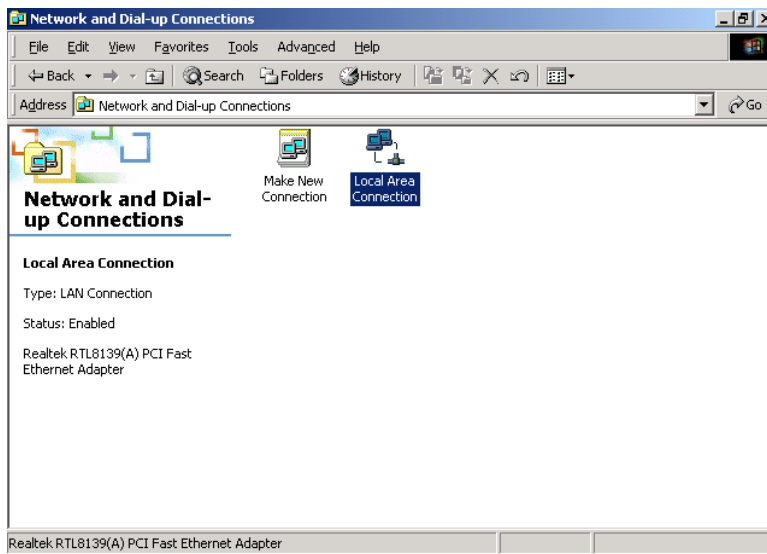 Network and Dial-up Connections
File Edit View Favorites Tools Advanced Help
Back Search Folders History
Address Network and Dial-up Connections Go
Make New
Connection
Local Area
Connection
Network and Dial-
up Connections
Local Area Connection
Type: LAN Connection
Status: Enabled
Realtek RTL8139(A) PCI Fast
Ethernet Adapter
Realtek RTL8139(A) PCI Fast Ethernet Adapter